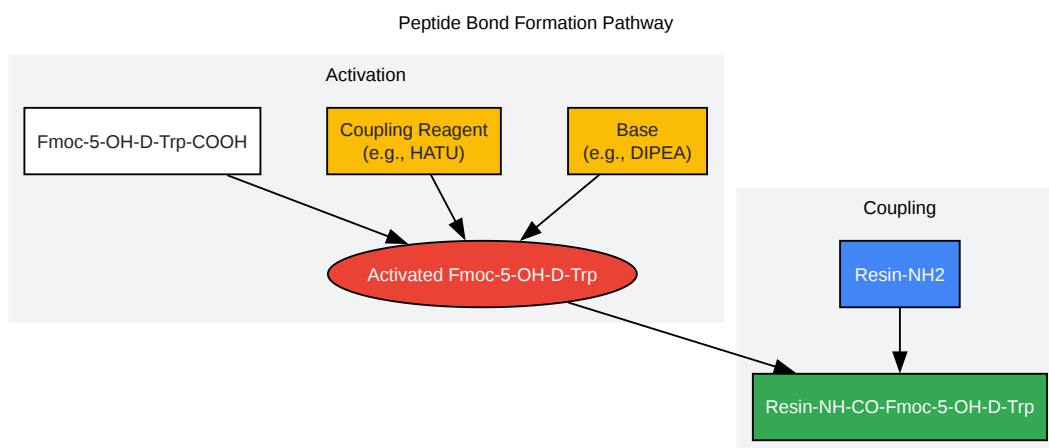 Peptide Bond Formation Pathway
Activation
Fmoc-5-OH-D-Trp-COOH
Coupling Reagent
(e.g., HATU)
Base
(e.g., DIPEA)
Activated Fmoc-5-OH-D-Trp
Coupling
Resin-NH2
Resin-NH-CO-Fmoc-5-OH-D-Trp